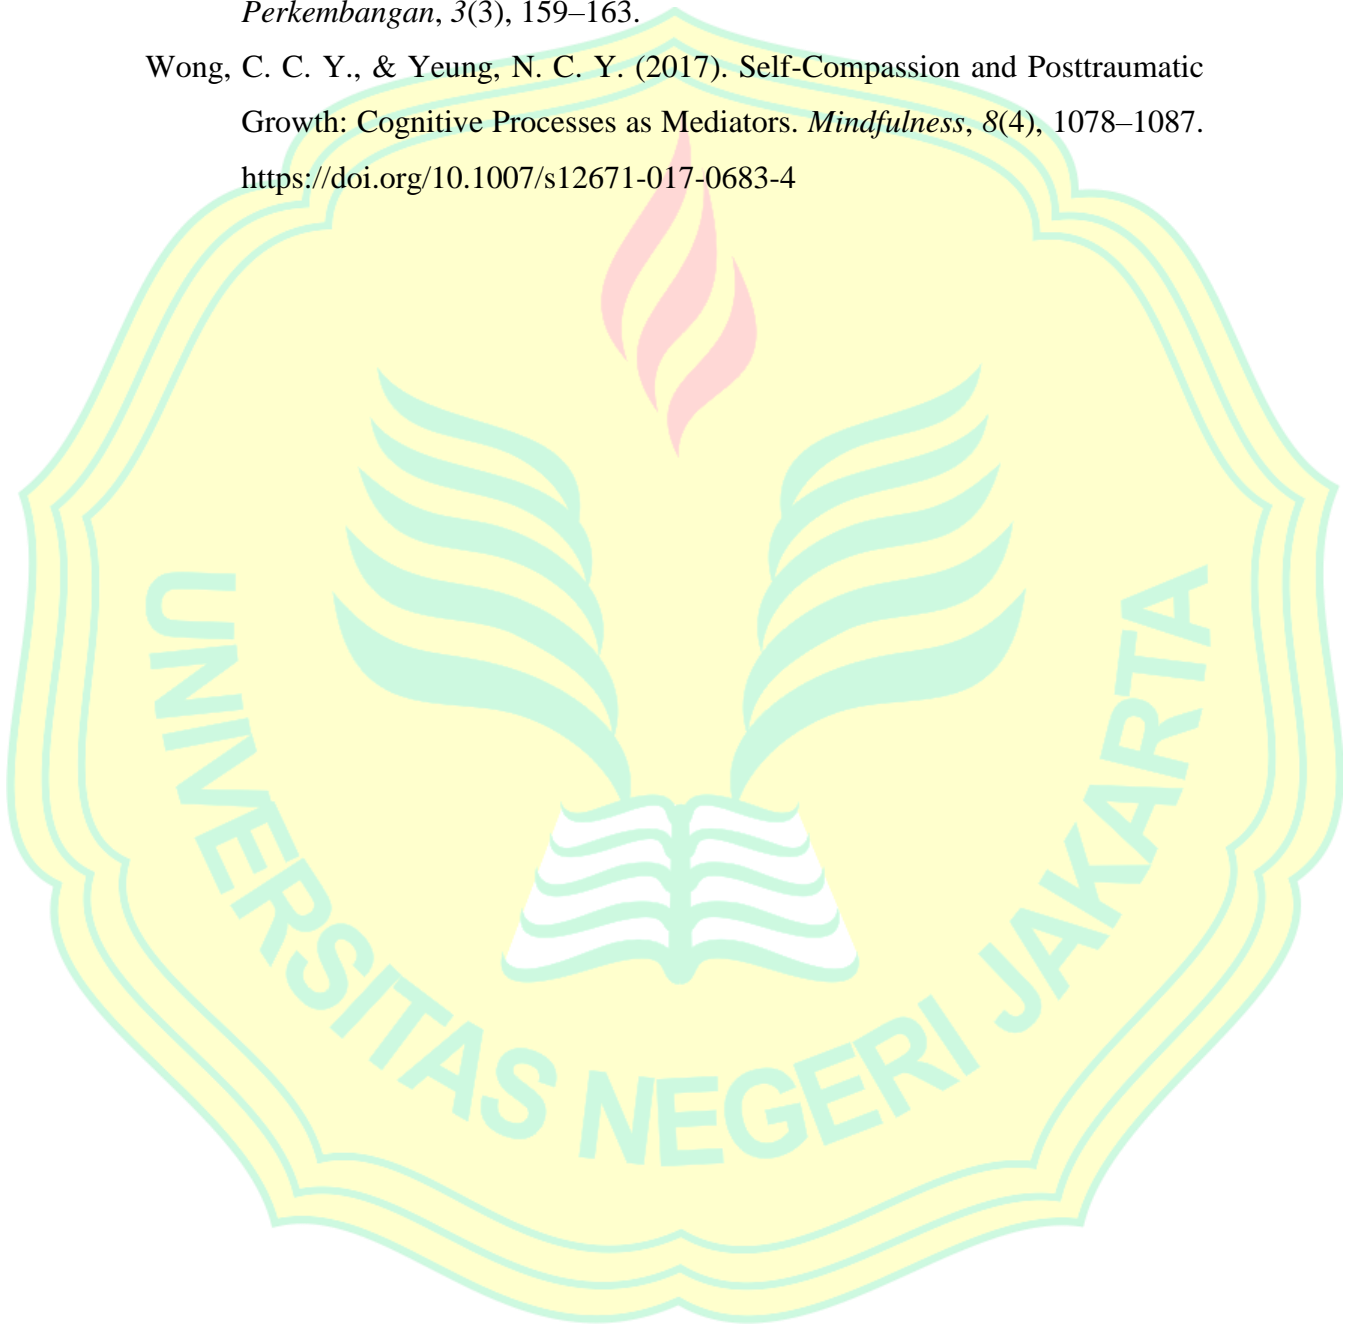 Perkembangan, 3(3), 159–163.
Wong, C. C. Y., & Yeung, N. C. Y. (2017). Self-Compassion and Posttraumatic
Growth: Cognitive Processes as Mediators. Mindfulness, 8(4), 1078–1087.
https://doi.org/10.1007/s12671-017-0683-4
UNIVERSITAS NEGERI JAKARTA